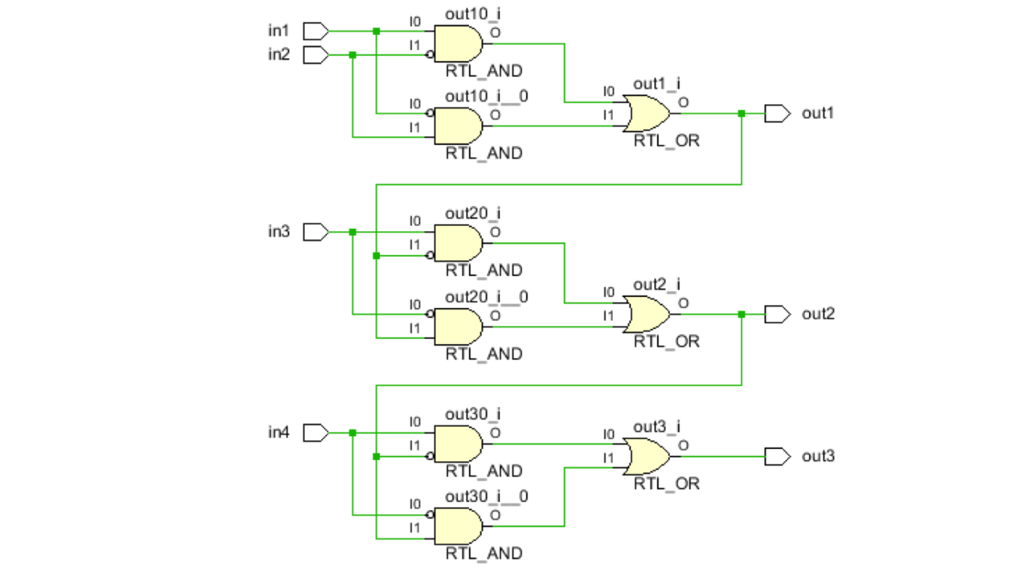 out10_i
in1
I0
O
in2
I1
RTL_AND
out10_i__0
I0
O
I1
RTL_AND
out1_i
I0
O
I1
out1
RTL_OR
out20_i
in3
I0
O
I1
RTL_AND
out20_i__0
I0
O
I1
RTL_AND
out2_i
I0
O
I1
out2
RTL_OR
out30_i
in4
I0
O
I1
RTL_AND
out30_i__0
I0
O
I1
RTL_AND
out3_i
I0
O
I1
out3
RTL_OR